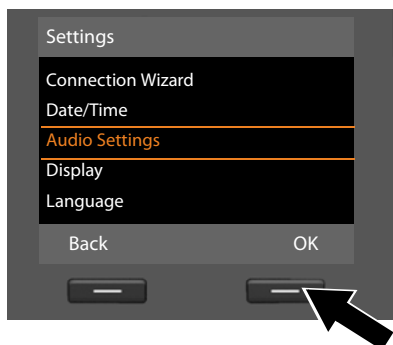 Settings
Connection Wizard
Date/Time
Audio Settings
Display
Language
Back OK